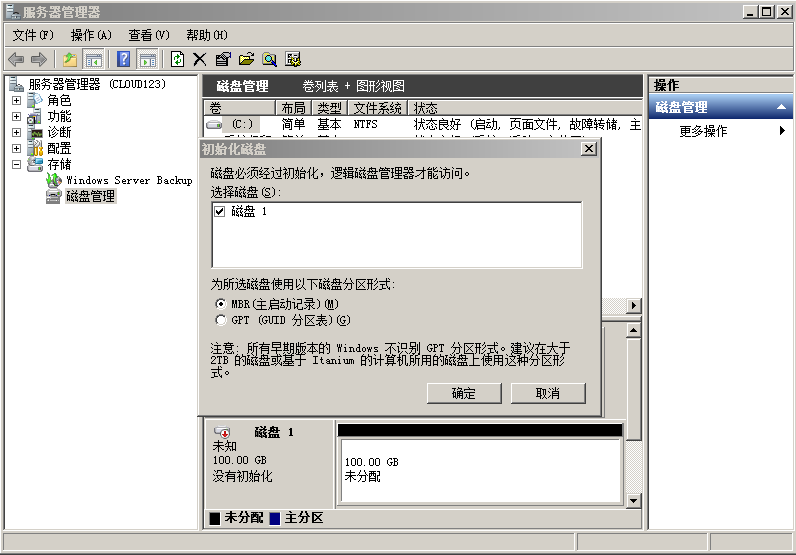 服务器管理器
文件(F) 操作(A) 查看(V) 帮助(H)
服务器管理器 (CLOUD123)
角色
功能
诊断
配置
存储
Windows Server Backup
磁盘管理
磁盘管理 卷列表 + 图形视图
卷 布局 类型 文件系统 状态
(C:) 简单 基本 NTFS 状态良好 (启动, 页面文件, 故障转储, 主
初始化磁盘
磁盘必须经过初始化，逻辑磁盘管理器才能访问。
选择磁盘(S):
磁盘 1
为所选磁盘使用以下磁盘分区形式:
MBR(主启动记录)(M)
GPT (GUID 分区表)(G)
注意: 所有早期版本的 Windows 不识别 GPT 分区形式。建议在大于
2TB 的磁盘或基于 Itanium 的计算机所用的磁盘上使用这种分区形
式。
确定 取消
磁盘 1
未知
100.00 GB
没有初始化
100.00 GB
未分配
未分配 主分区
操作
磁盘管理
更多操作